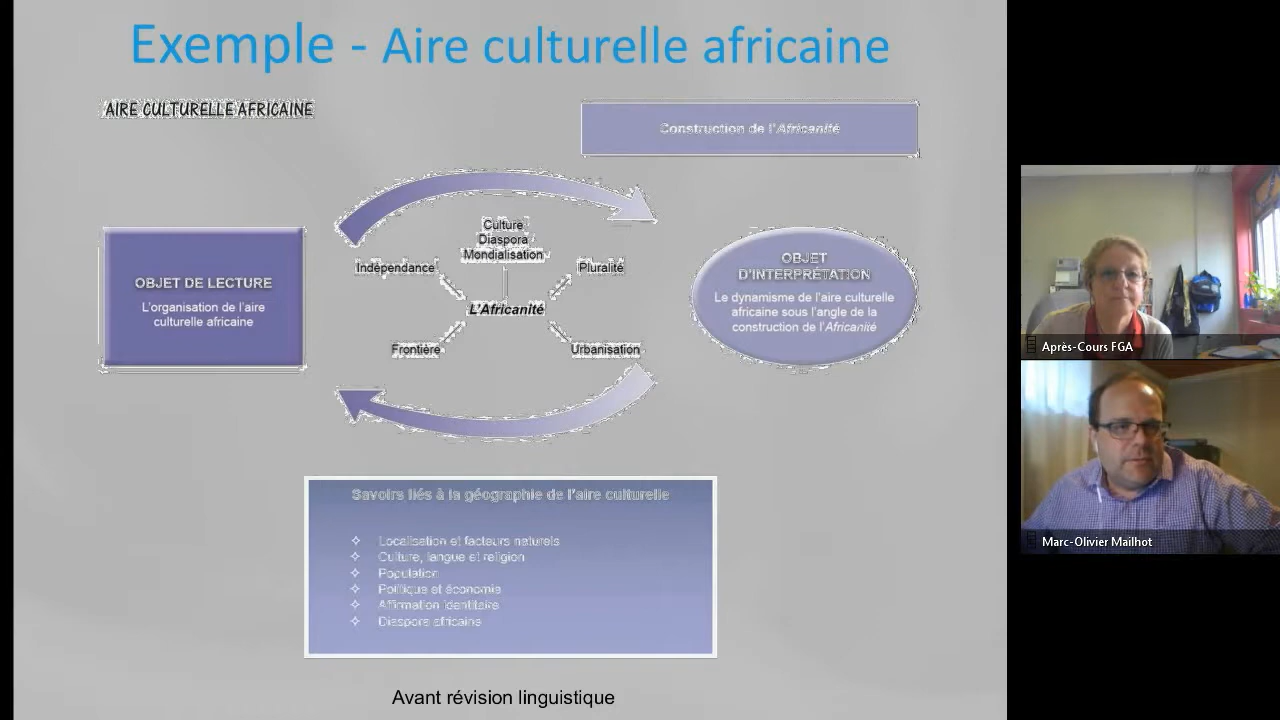 Exemple - Aire culturelle africaine
AIRE CULTURELLE AFRICAINE
Construction de l'Africanité
OBJET DE LECTURE
L'organisation de l'aire
culturelle africaine
Culture
Diaspora
Mondialisation
Indépendance
Pluralité
L'Africanité
Frontière
Urbanisation
OBJET
D'INTERPRÉTATION
Le dynamisme de l'aire culturelle
africaine sous l'angle de la
construction de l'Africanité
Savoirs liés à la géographie de l'aire culturelle
Localisation et facteurs naturels
Culture, langue et religion
Population
Politique et économie
Affirmation identitaire
Diaspora africaine
Avant révision linguistique
Après-Cours FGA
Marc-Olivier Mailhot